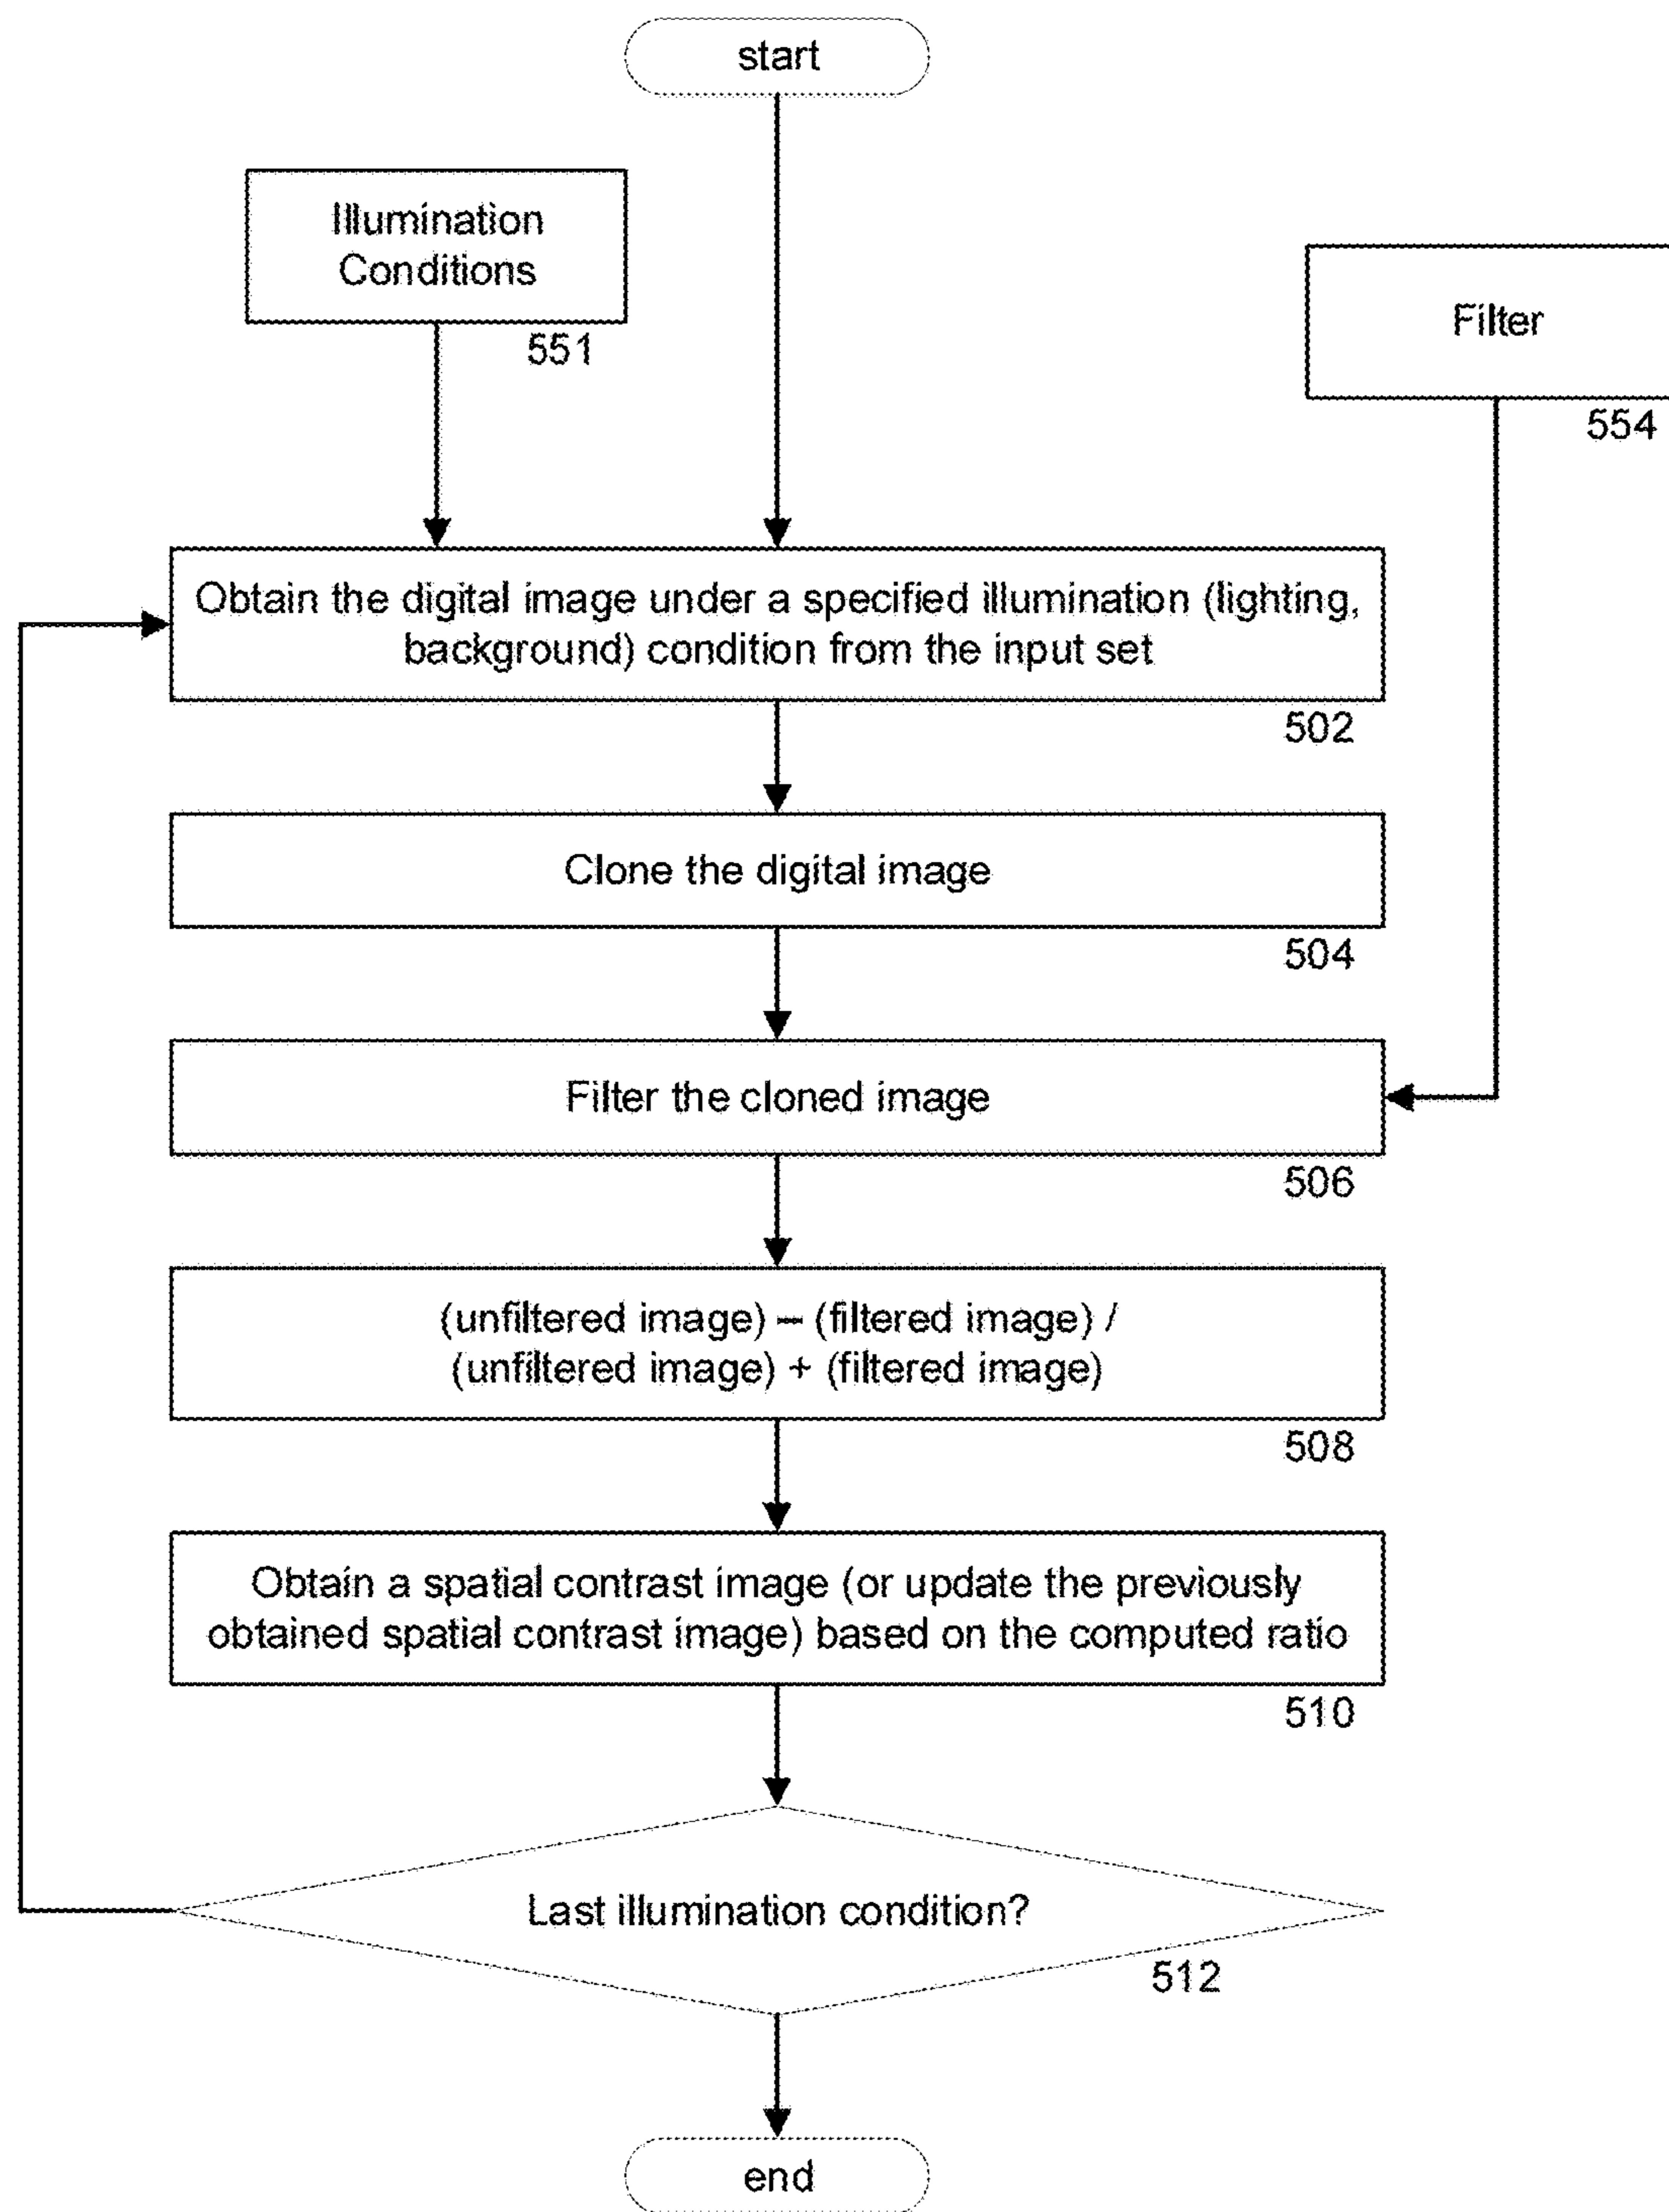 start
Illumination
Conditions
551
Filter
554
Obtain the digital image under a specified illumination (lighting,
background) condition from the input set
502
Clone the digital image
504
Filter the cloned image
506
(unfiltered image) – (filtered image) /
(unfiltered image) + (filtered image)
508
Obtain a spatial contrast image (or update the previously
obtained spatial contrast image) based on the computed ratio
510
Last illumination condition?
512
end